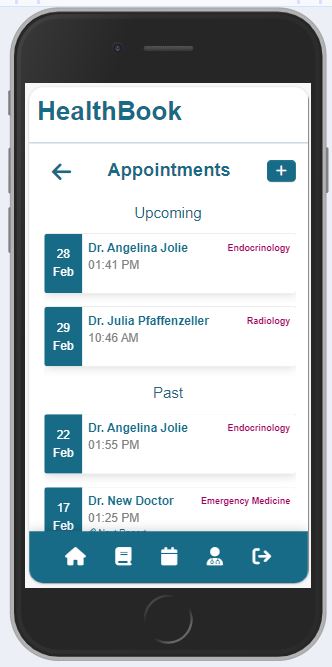 HealthBook
Appointments
Upcoming
28
Feb
Dr. Angelina Jolie
Endocrinology
01:41 PM
29
Feb
Dr. Julia Pfaffenzeller
Radiology
10:46 AM
Past
22
Feb
Dr. Angelina Jolie
Endocrinology
01:55 PM
17
Feb
Dr. New Doctor
Emergency Medicine
01:25 PM